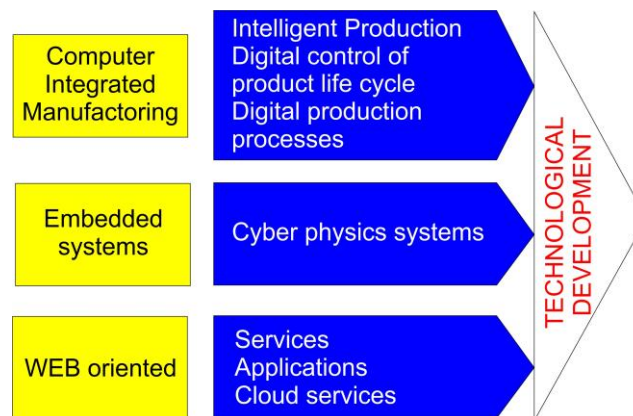 Computer
Integrated
Manufactoring
Intelligent Production
Digital control of
product life cycle
Digital production
processes
Embedded
systems
Cyber physics systems
WEB oriented
Services
Applications
Cloud services
TECHNOLOGICAL
DEVELOPMENT